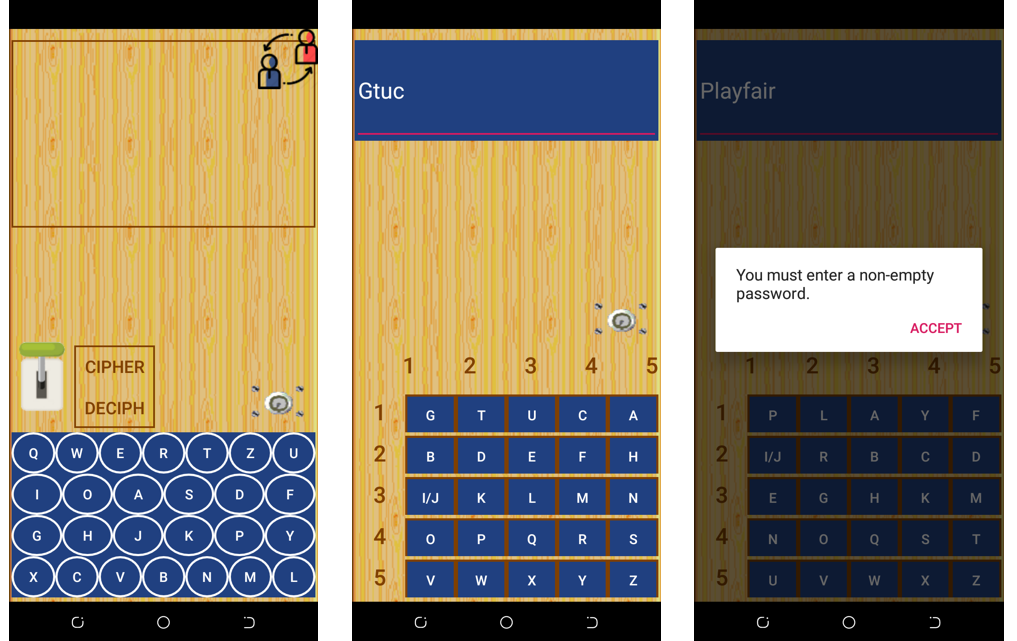 CIPHER
DECIPH
Q W E R T Z U
I O A S D F
G H J K P Y
X C V B N M L
Gtuc
1 2 3 4 5
1 G T U C A
2 B D E F H
3 I/J K L M N
4 O P Q R S
5 V W X Y Z
Playfair
You must enter a non-empty
password.
ACCEPT
1 2 3 4 5
1 P L A Y F
2 I/J R B C D
3 E G H K M
4 N O Q S T
5 U V W X Z